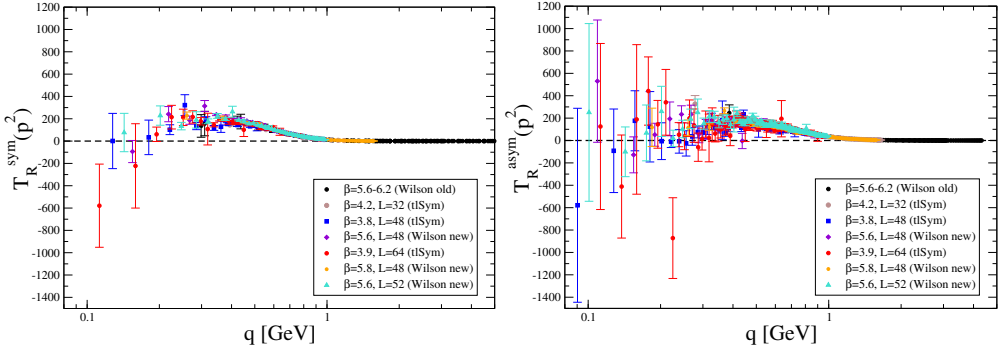 1200
1000
800
600
400
200
0
-200
-400
-600
-800
-1000
-1200
-1400
T_R^sym(p^2)
β=5.6-6.2 (Wilson old)
β=4.2, L=32 (tlSym)
β=3.8, L=48 (tlSym)
β=5.6, L=48 (Wilson new)
β=3.9, L=64 (tlSym)
β=5.8, L=48 (Wilson new)
β=5.6, L=52 (Wilson new)
0.1
1
q [GeV]
1200
1000
800
600
400
200
0
-200
-400
-600
-800
-1000
-1200
-1400
T_R^asym(p^2)
β=5.6-6.2 (Wilson old)
β=4.2, L=32 (tlSym)
β=3.8, L=48 (tlSym)
β=5.6, L=48 (Wilson new)
β=3.9, L=64 (tlSym)
β=5.8, L=48 (Wilson new)
β=5.6, L=52 (Wilson new)
0.1
1
q [GeV]